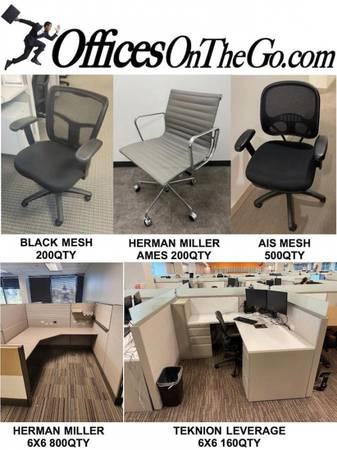 OfficesOnTheGo.com
BLACK MESH
200QTY
HERMAN MILLER
AMES 200QTY
AIS MESH
500QTY
HERMAN MILLER
6X6 800QTY
TEKNION LEVERAGE
6X6 160QTY